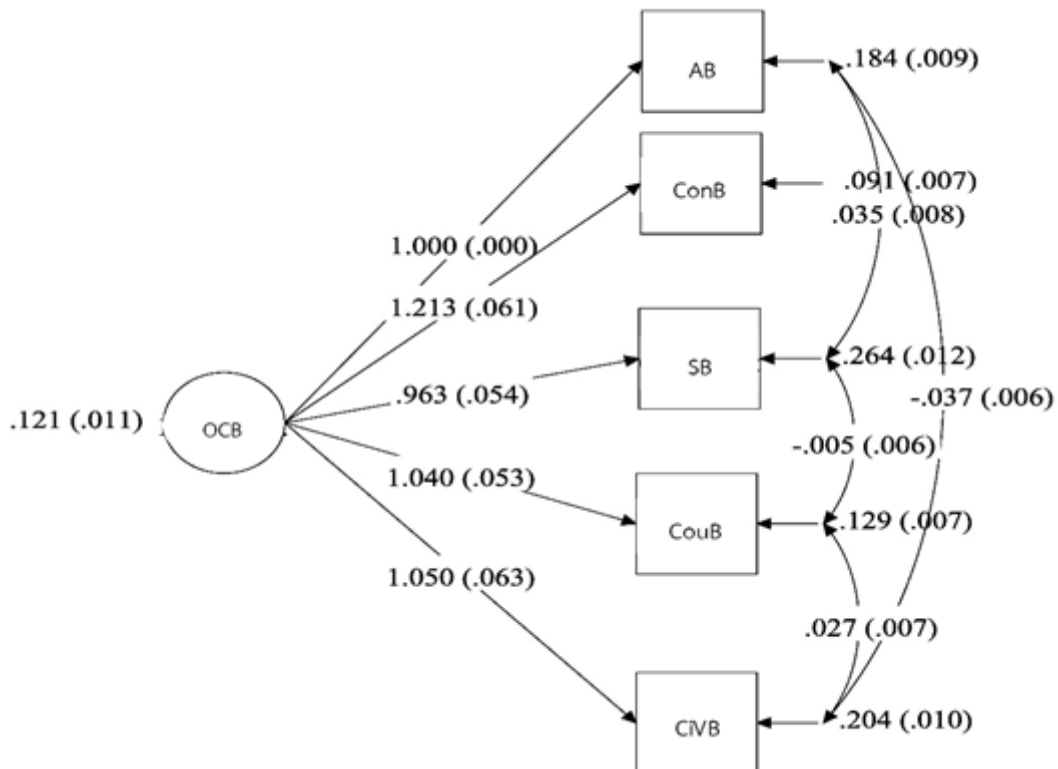 AB
.184 (.009)
ConB
.091 (.007)
.035 (.008)
1.000 (.000)
1.213 (.061)
SB
.264 (.012)
.963 (.054)
-.037 (.006)
.121 (.011)
OCB
-.005 (.006)
1.040 (.053)
CouB
.129 (.007)
1.050 (.063)
.027 (.007)
CiVB
.204 (.010)